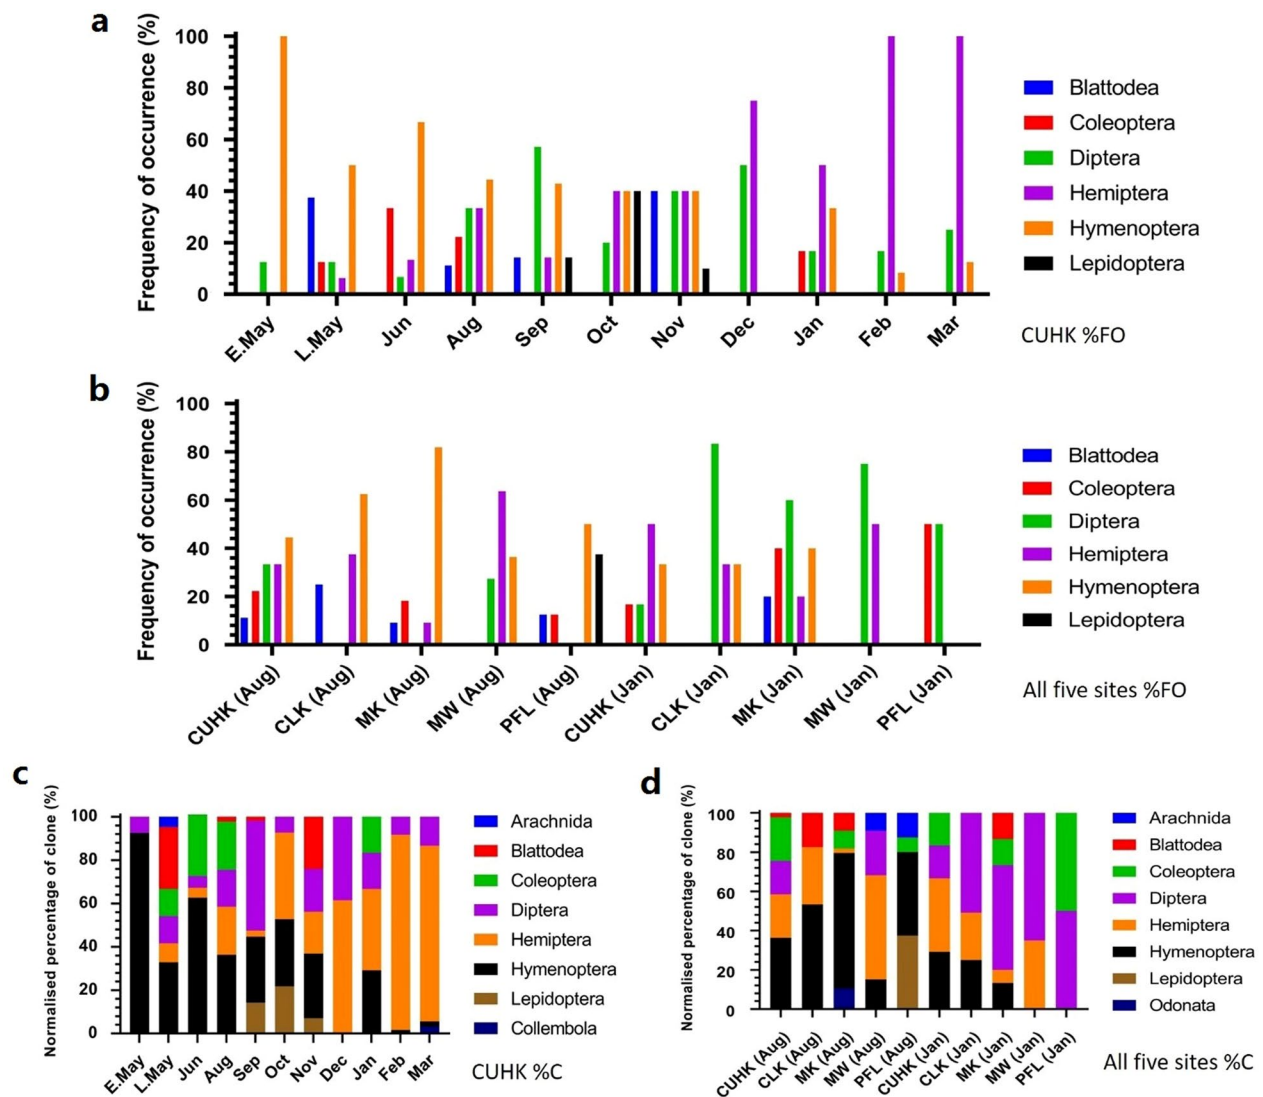 a
Frequency of occurrence (%)
100
80
60
40
20
0
E.May
L.May
Jun
Aug
Sep
Oct
Nov
Dec
Jan
Feb
Mar
Blattodea
Coleoptera
Diptera
Hemiptera
Hymenoptera
Lepidoptera
CUHK %FO
b
Frequency of occurrence (%)
100
80
60
40
20
0
CUHK (Aug)
CLK (Aug)
MK (Aug)
MW (Aug)
PFL (Aug)
CUHK (Jan)
CLK (Jan)
MK (Jan)
MW (Jan)
PFL (Jan)
Blattodea
Coleoptera
Diptera
Hemiptera
Hymenoptera
Lepidoptera
All five sites %FO
c
Normalised percentage of clone (%)
100
80
60
40
20
0
E.May
L.May
Jun
Aug
Sep
Oct
Nov
Dec
Jan
Feb
Mar
Arachnida
Blattodea
Coleoptera
Diptera
Hemiptera
Hymenoptera
Lepidoptera
Collembola
CUHK %C
d
Normalised percentage of clone (%)
100
80
60
40
20
0
CUHK (Aug)
CLK (Aug)
MK (Aug)
MW (Aug)
PFL (Aug)
CUHK (Jan)
CLK (Jan)
MK (Jan)
MW (Jan)
PFL (Jan)
Arachnida
Blattodea
Coleoptera
Diptera
Hemiptera
Hymenoptera
Lepidoptera
Odonata
All five sites %C